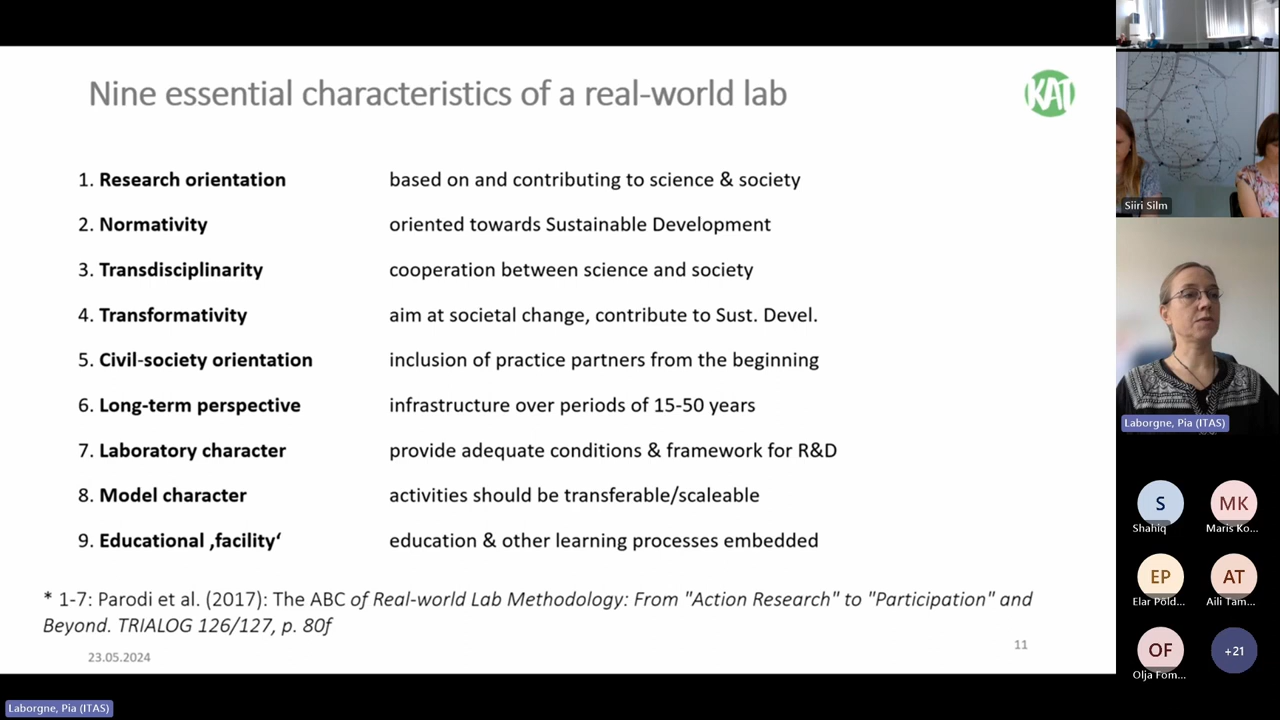 Nine essential characteristics of a real-world lab
KAT
1. Research orientation based on and contributing to science & society
2. Normativity oriented towards Sustainable Development
3. Transdisciplinarity cooperation between science and society
4. Transformativity aim at societal change, contribute to Sust. Devel.
5. Civil-society orientation inclusion of practice partners from the beginning
6. Long-term perspective infrastructure over periods of 15-50 years
7. Laboratory character provide adequate conditions & framework for R&D
8. Model character activities should be transferable/scaleable
9. Educational ‚facility‘ education & other learning processes embedded
* 1-7: Parodi et al. (2017): The ABC of Real-world Lab Methodology: From "Action Research" to "Participation" and
Beyond. TRIALOG 126/127, p. 80f
23.05.2024
11
Siiri Silm
Laborgne, Pia (ITAS)
S
Shahiq
MK
Maris Ko...
EP
Elar Põld...
AT
Aili Tam...
OF
Olja Fom...
+21
Laborgne, Pia (ITAS)